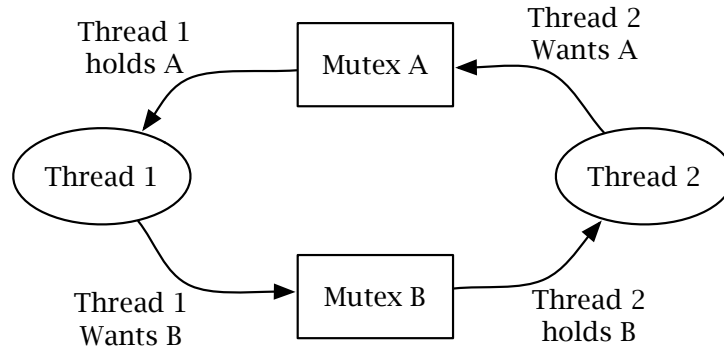 Thread 1
holds A
Mutex A
Thread 2
Wants A
Thread 1
Thread 2
Thread 1
Wants B
Mutex B
Thread 2
holds B